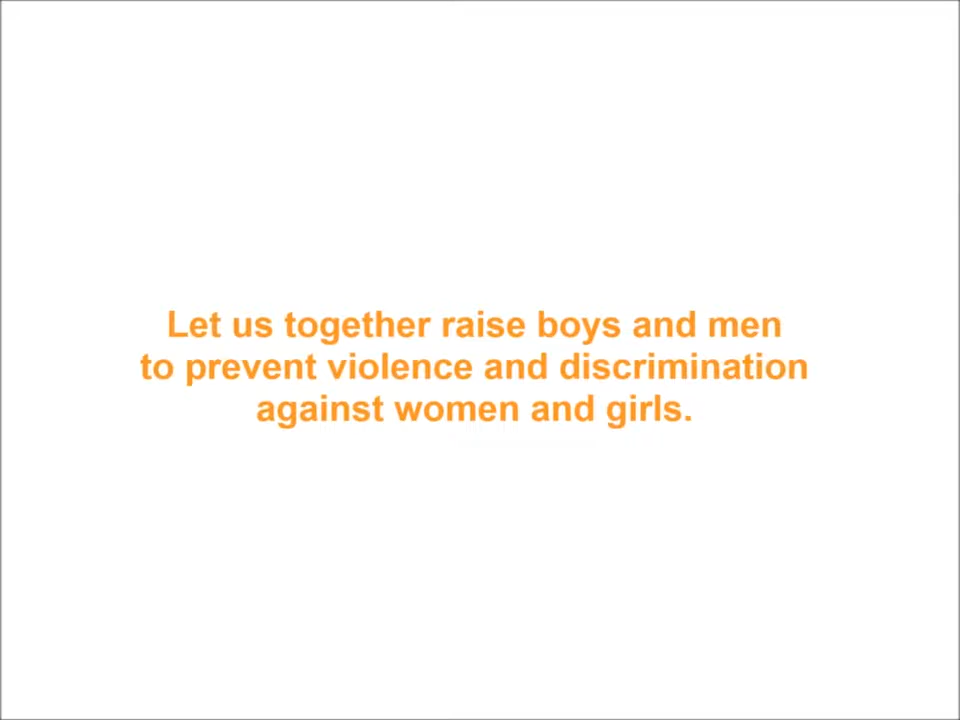 Let us together raise boys and men
to prevent violence and discrimination
against women and girls.